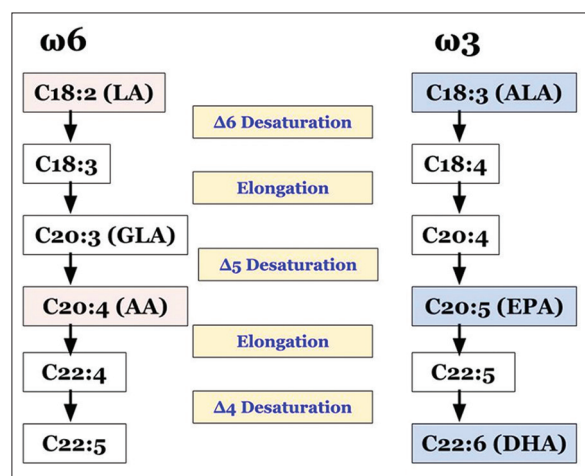 ω6
ω3
C18:2 (LA)
C18:3 (ALA)
Δ6 Desaturation
C18:3
C18:4
Elongation
C20:3 (GLA)
C20:4
Δ5 Desaturation
C20:4 (AA)
C20:5 (EPA)
Elongation
C22:4
C22:5
Δ4 Desaturation
C22:5
C22:6 (DHA)